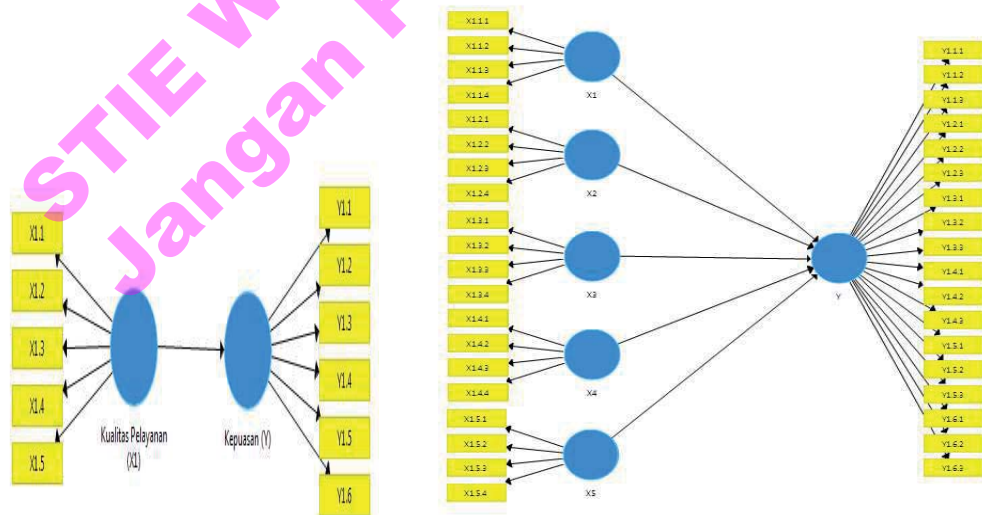 STIE W
Jangan p
X1.1
X1.2
X1.3
X1.4
X1.5
Kualitas Pelayanan
(X1)
Kepuasan (Y)
Y1.1
Y1.2
Y1.3
Y1.4
Y1.5
Y1.6
X1.1.1
X1.1.2
X1.1.3
X1.1.4
X1.2.1
X1.2.2
X1.2.3
X1.2.4
X1.3.1
X1.3.2
X1.3.3
X1.3.4
X1.4.1
X1.4.2
X1.4.3
X1.4.4
X1.5.1
X1.5.2
X1.5.3
X1.5.4
X1
X2
X3
X4
X5
Y
Y1.1.1
Y1.1.2
Y1.1.3
Y1.2.1
Y1.2.2
Y1.2.3
Y1.3.1
Y1.3.2
Y1.3.3
Y1.4.1
Y1.4.2
Y1.4.3
Y1.5.1
Y1.5.2
Y1.5.3
Y1.6.1
Y1.6.2
Y1.6.3